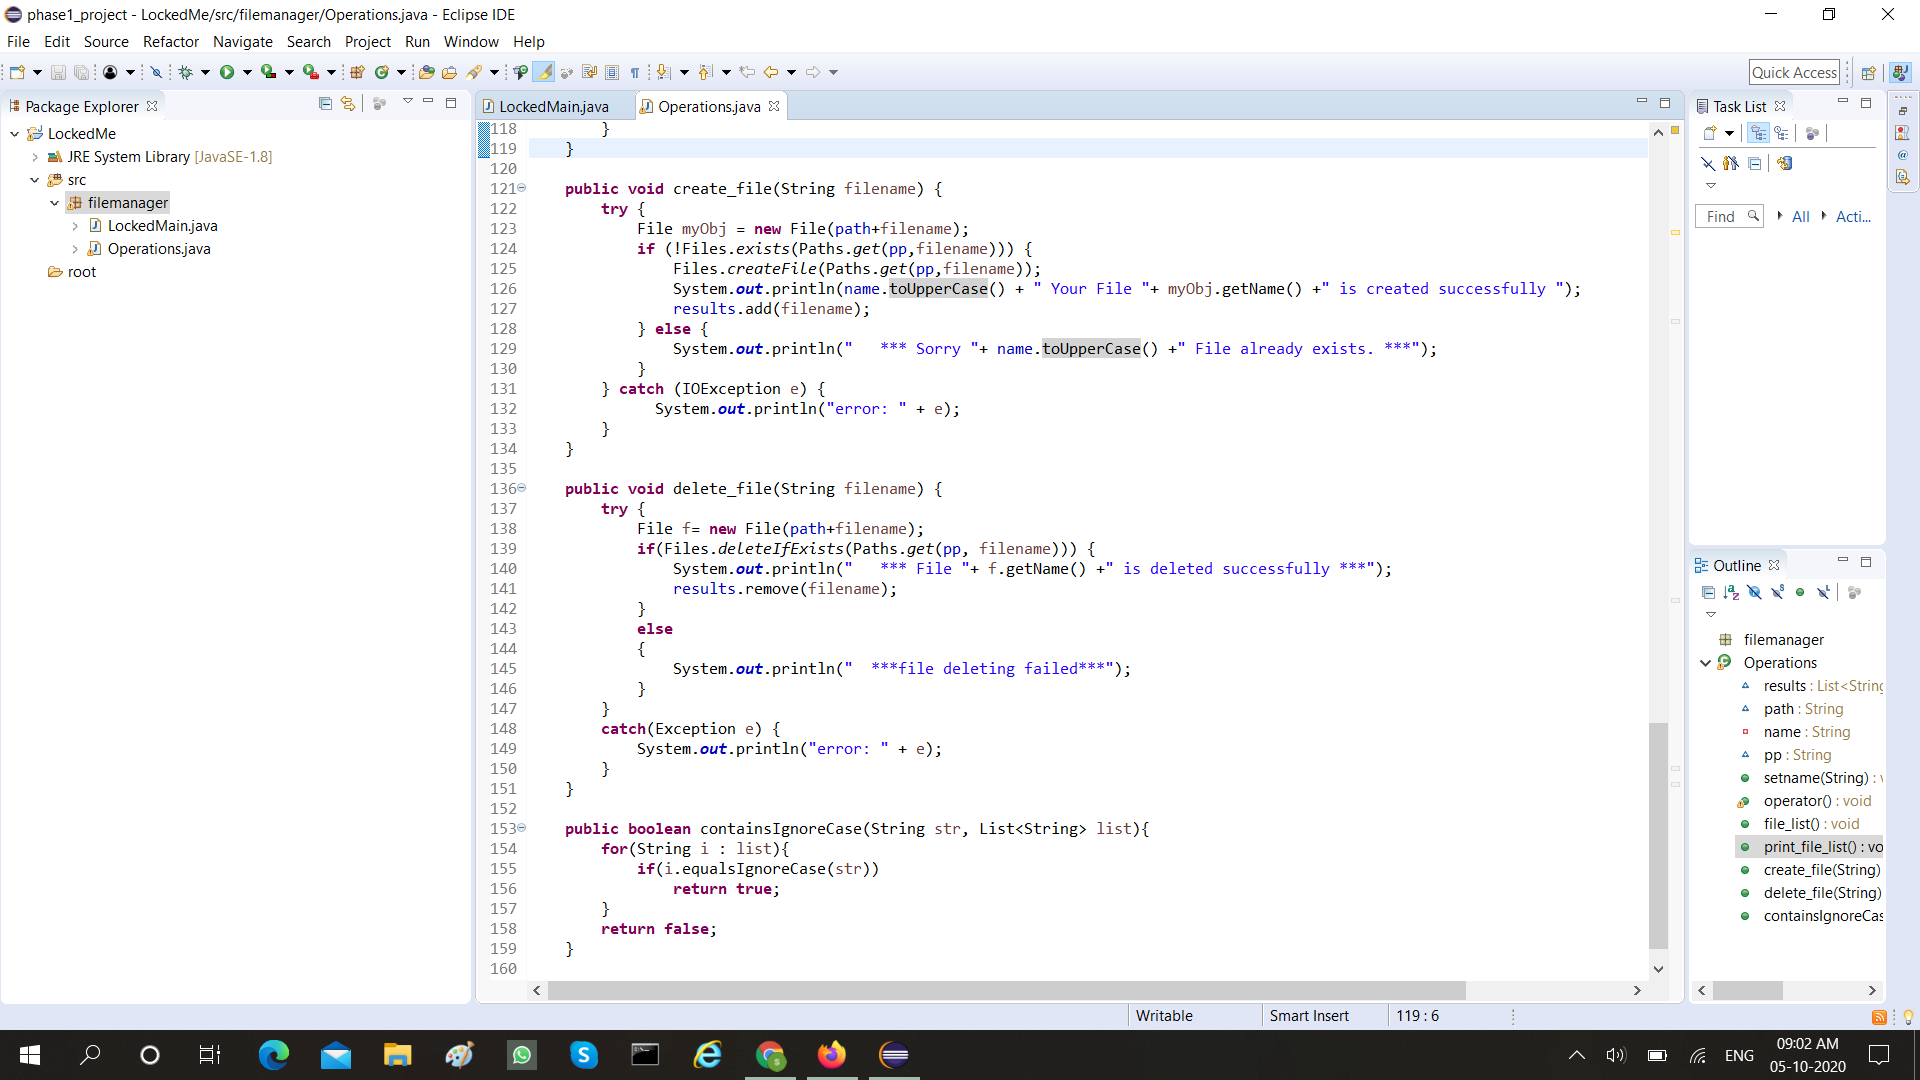 phase1_project - LockedMe/src/filemanager/Operations.java - Eclipse IDE
File Edit Source Refactor Navigate Search Project Run Window Help
Quick Access
Package Explorer
LockedMe
JRE System Library [JavaSE-1.8]
src
filemanager
LockedMain.java
Operations.java
root
LockedMain.java Operations.java
118 }
119 }
120
121 public void create_file(String filename) {
122 try {
123 File myObj = new File(path+filename);
124 if (!Files.exists(Paths.get(pp,filename))) {
125 Files.createFile(Paths.get(pp,filename));
126 System.out.println(name.toUpperCase() + " Your File "+ myObj.getName() +" is created successfully ");
127 results.add(filename);
128 } else {
129 System.out.println("   *** Sorry "+ name.toUpperCase() +" File already exists. ***");
130 }
131 } catch (IOException e) {
132 System.out.println("error: " + e);
133 }
134 }
135
136 public void delete_file(String filename) {
137 try {
138 File f= new File(path+filename);
139 if(Files.deleteIfExists(Paths.get(pp, filename))) {
140 System.out.println("   *** File "+ f.getName() +" is deleted successfully ***");
141 results.remove(filename);
142 }
143 else
144 {
145 System.out.println("  ***file deleting failed***");
146 }
147 }
148 catch(Exception e) {
149 System.out.println("error: " + e);
150 }
151 }
152
153 public boolean containsIgnoreCase(String str, List<String> list){
154 for(String i : list){
155 if(i.equalsIgnoreCase(str))
156 return true;
157 }
158 return false;
159 }
160
Task List
Find All Acti...
Outline
filemanager
Operations
results : List<String
path : String
name : String
pp : String
setname(String) : v
operator() : void
file_list() : void
print_file_list() : vo
create_file(String)
delete_file(String)
containsIgnoreCas
Writable Smart Insert 119 : 6
ENG
09:02 AM
05-10-2020